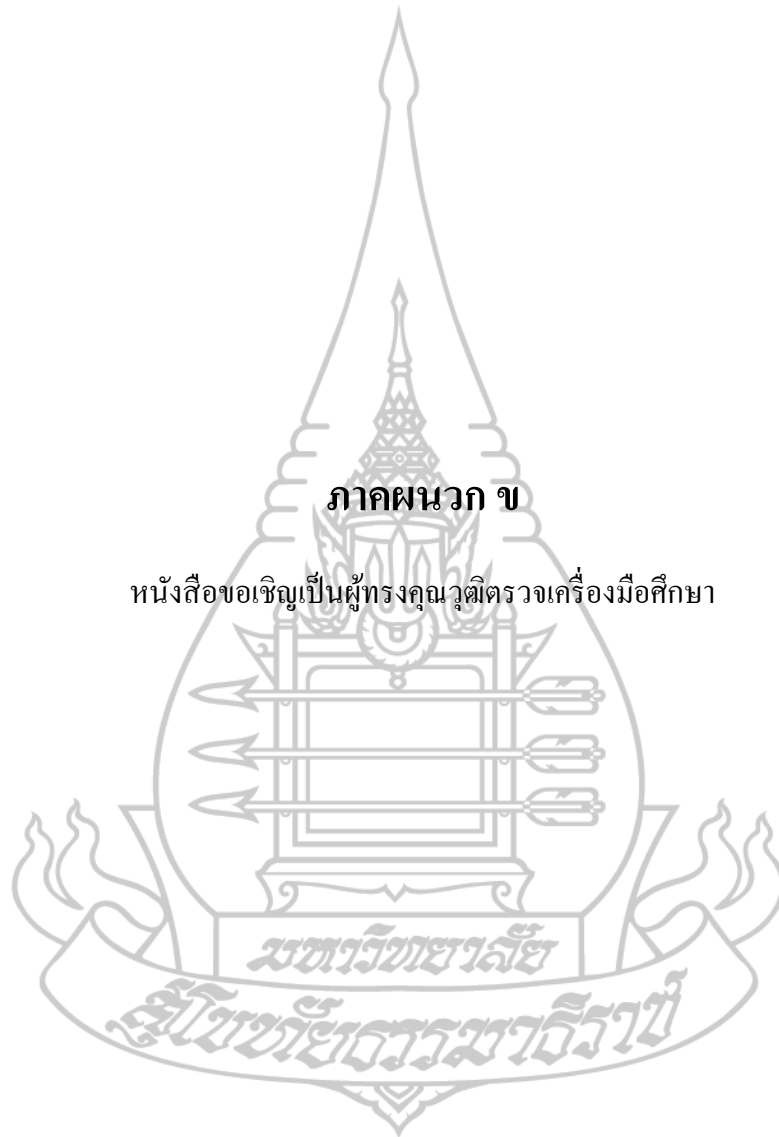 ภาคผนวก ข
หนังสือขอเชิญเป็นผู้ทรงคุณวุฒิตรวจเครื่องมือศึกษา
มหาวิทยาลัย
สุโขทัยธรรมาธิราช